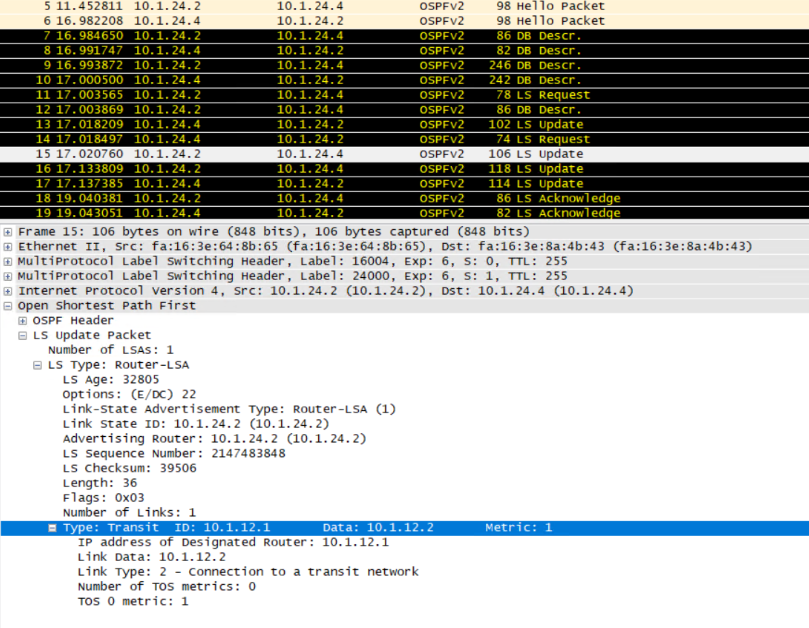 5 11.452811 10.1.24.2 10.1.24.4 OSPFv2 98 Hello Packet
6 16.982208 10.1.24.4 10.1.24.2 OSPFv2 98 Hello Packet
7 16.984650 10.1.24.2 10.1.24.4 OSPFv2 86 DB Descr.
8 16.991747 10.1.24.4 10.1.24.2 OSPFv2 82 DB Descr.
9 16.993872 10.1.24.2 10.1.24.4 OSPFv2 246 DB Descr.
10 17.000500 10.1.24.4 10.1.24.2 OSPFv2 242 DB Descr.
11 17.003565 10.1.24.2 10.1.24.4 OSPFv2 78 LS Request
12 17.003869 10.1.24.2 10.1.24.4 OSPFv2 86 DB Descr.
13 17.018209 10.1.24.4 10.1.24.2 OSPFv2 102 LS Update
14 17.018497 10.1.24.4 10.1.24.2 OSPFv2 74 LS Request
15 17.020760 10.1.24.2 10.1.24.4 OSPFv2 106 LS Update
16 17.133809 10.1.24.4 10.1.24.2 OSPFv2 118 LS Update
17 17.137385 10.1.24.2 10.1.24.4 OSPFv2 114 LS Update
18 19.040381 10.1.24.2 10.1.24.4 OSPFv2 86 LS Acknowledge
19 19.043051 10.1.24.4 10.1.24.2 OSPFv2 82 LS Acknowledge
Frame 15: 106 bytes on wire (848 bits), 106 bytes captured (848 bits)
Ethernet II, Src: fa:16:3e:64:8b:65 (fa:16:3e:64:8b:65), Dst: fa:16:3e:8a:4b:43 (fa:16:3e:8a:4b:43)
MultiProtocol Label Switching Header, Label: 16004, Exp: 6, S: 0, TTL: 255
MultiProtocol Label Switching Header, Label: 24000, Exp: 6, S: 1, TTL: 255
Internet Protocol Version 4, Src: 10.1.24.2 (10.1.24.2), Dst: 10.1.24.4 (10.1.24.4)
Open Shortest Path First
OSPF Header
LS Update Packet
Number of LSAs: 1
LS Type: Router-LSA
LS Age: 32805
Options: (E/DC) 22
Link-State Advertisement Type: Router-LSA (1)
Link State ID: 10.1.24.2 (10.1.24.2)
Advertising Router: 10.1.24.2 (10.1.24.2)
LS Sequence Number: 2147483848
LS Checksum: 39506
Length: 36
Flags: 0x03
Number of Links: 1
Type: Transit ID: 10.1.12.1 Data: 10.1.12.2 Metric: 1
IP address of Designated Router: 10.1.12.1
Link Data: 10.1.12.2
Link Type: 2 - Connection to a transit network
Number of TOS metrics: 0
TOS 0 metric: 1